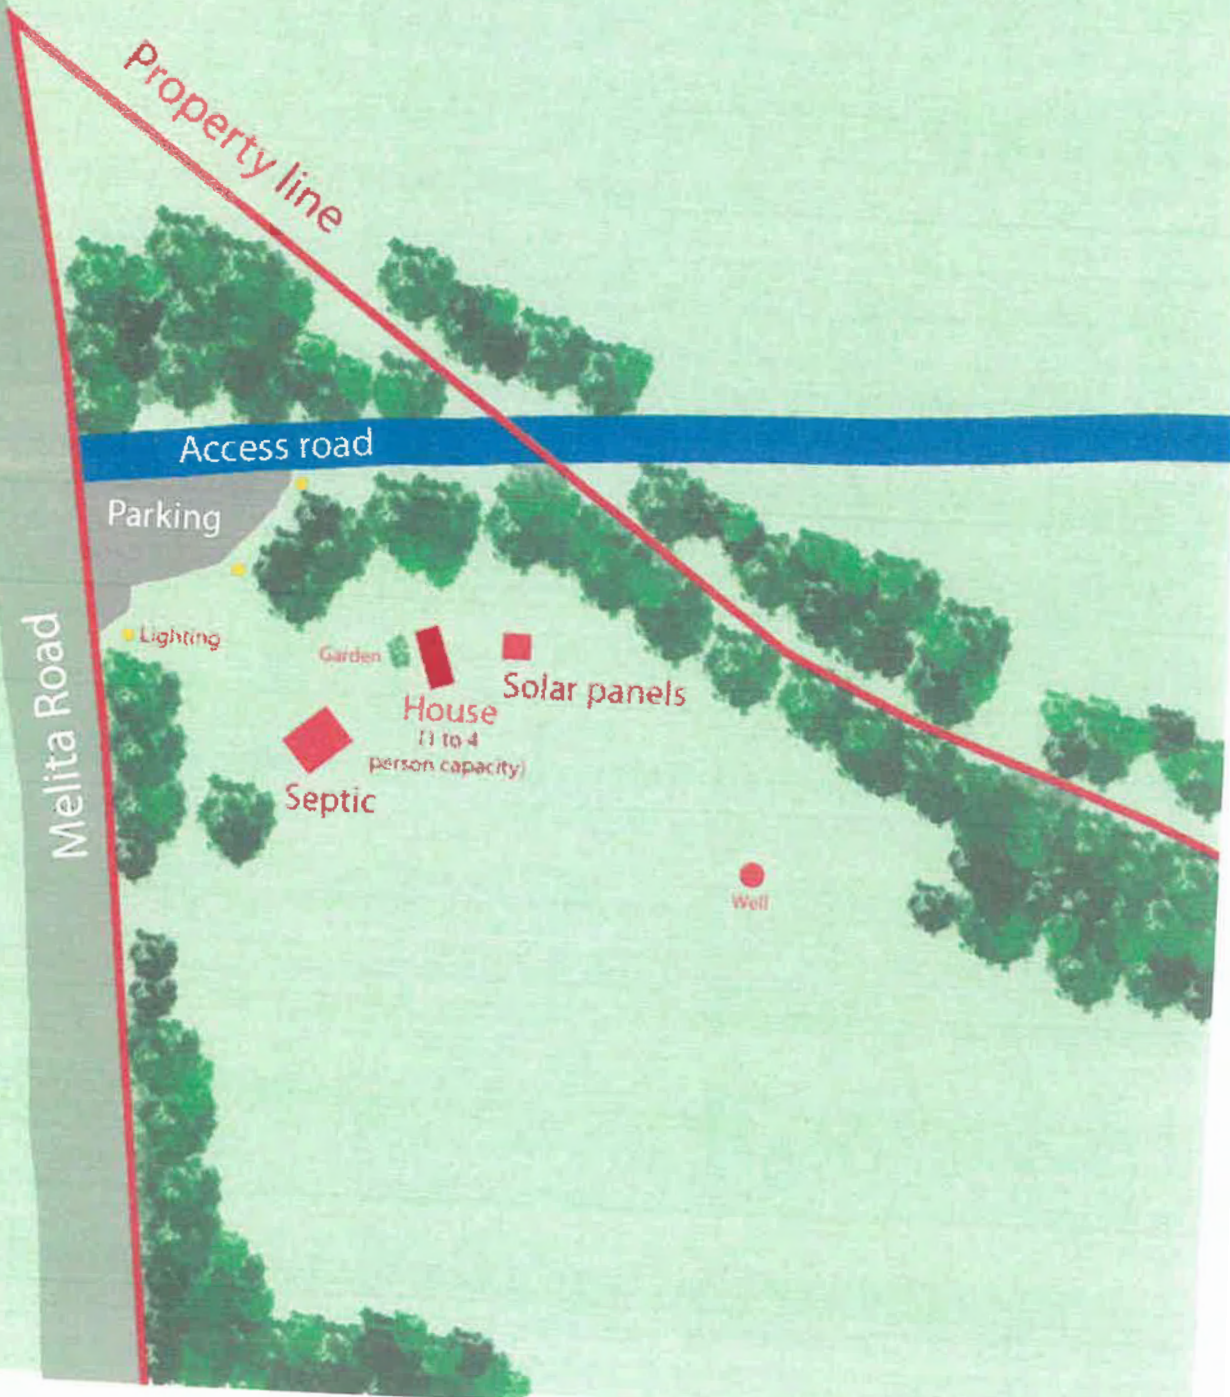 Property line
Access road
Parking
Lighting
Garden
House
(1 to 4
person capacity)
Solar panels
Septic
Melita Road
Well